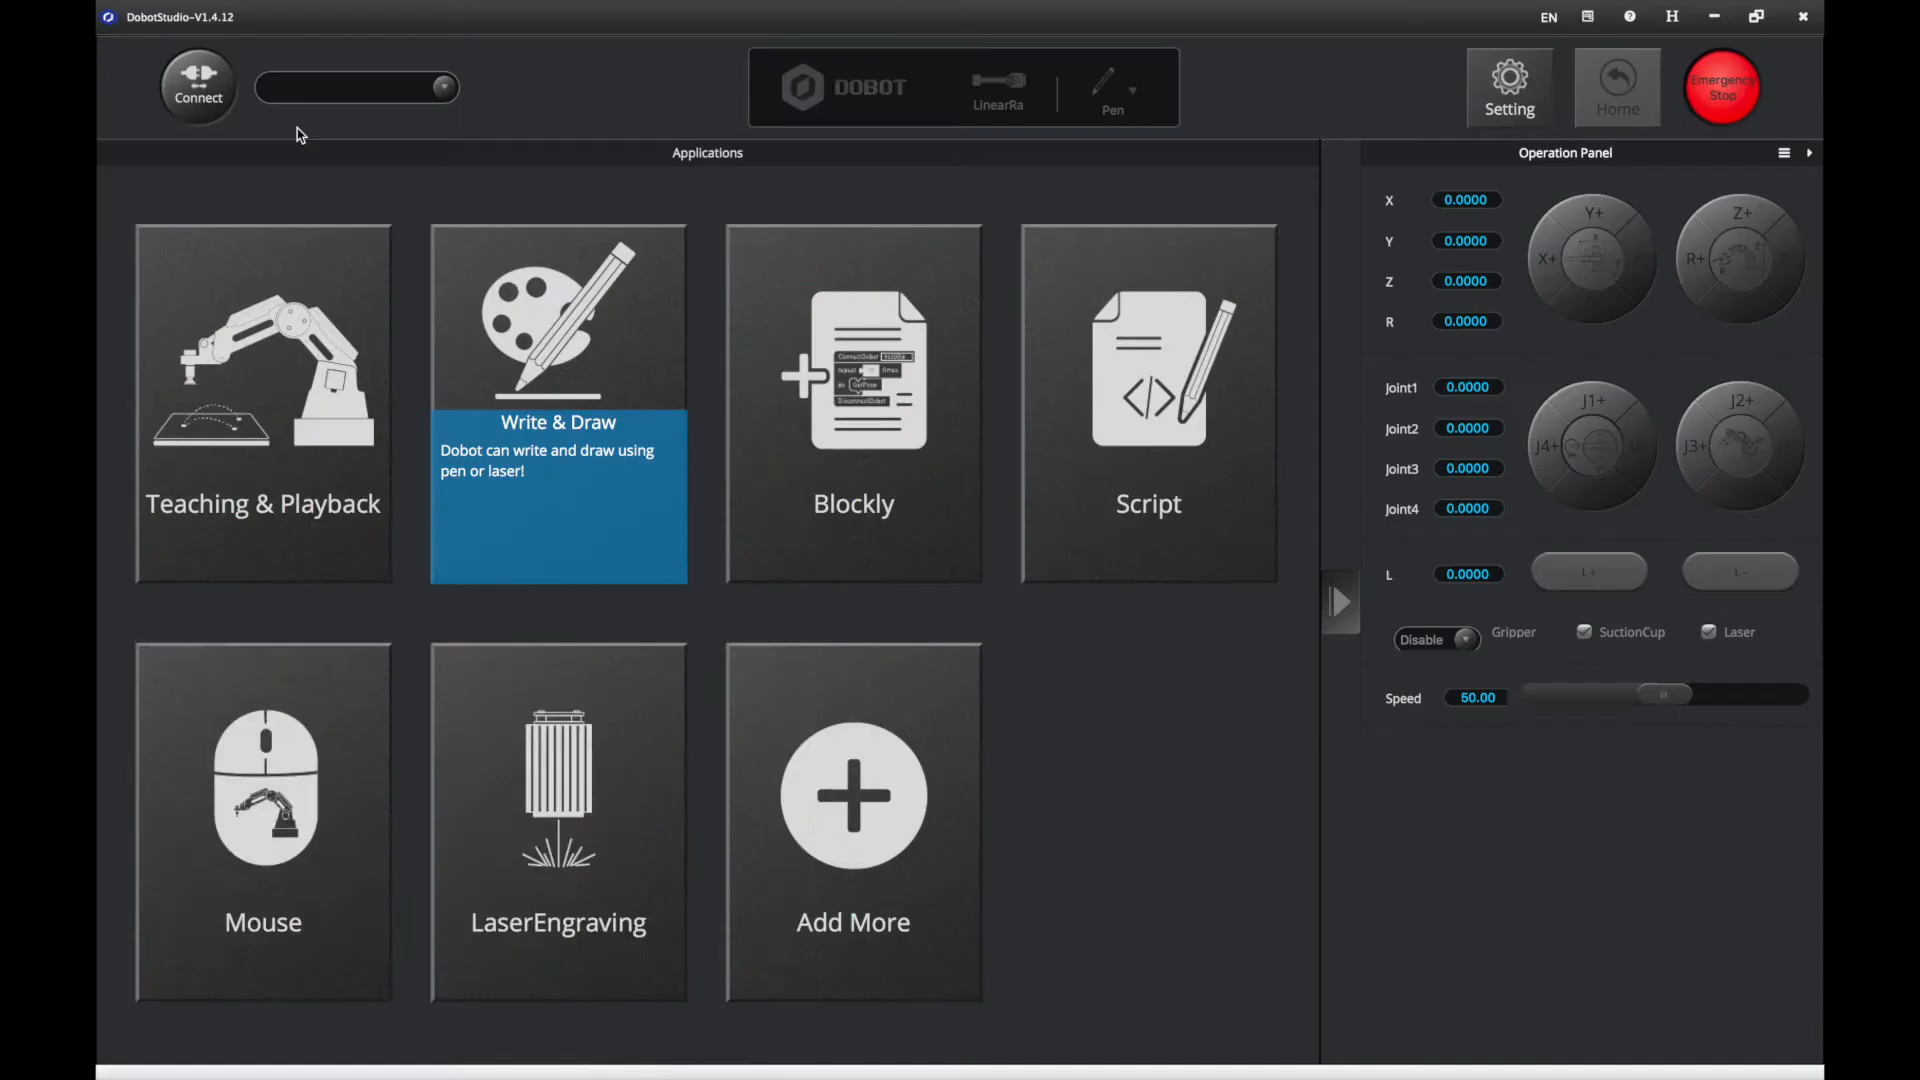 DobotStudio-V1.4.12
EN
H
Connect
DOBOT
LinearRa
Pen
Setting
Home
Emergency
Stop
Applications
Operation Panel
Teaching & Playback
Write & Draw
Dobot can write and draw using
pen or laser!
Blockly
Script
Mouse
LaserEngraving
Add More
X 0.0000
Y 0.0000
Z 0.0000
R 0.0000
Y+
X+
Z+
R+
Joint1 0.0000
Joint2 0.0000
Joint3 0.0000
Joint4 0.0000
J1+
J4+
J2+
J3+
L 0.0000 L+ L-
Disable Gripper SuctionCup Laser
Speed 50.00